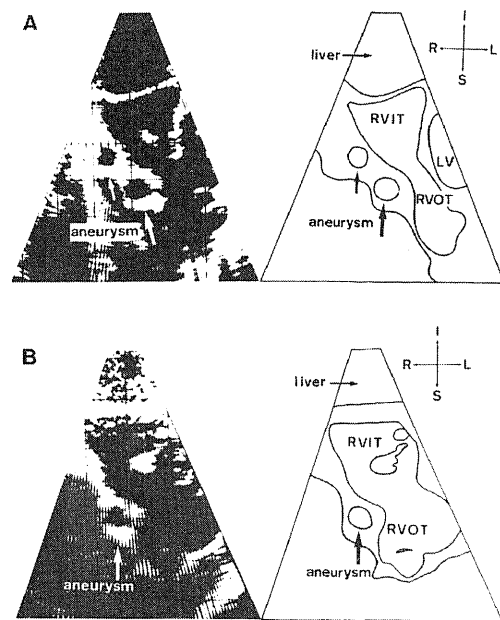 A
I
liver
R
L
S
RVIT
LV
RVOT
aneurysm
aneurysm
B
I
liver
R
L
S
RVIT
RVOT
aneurysm
aneurysm